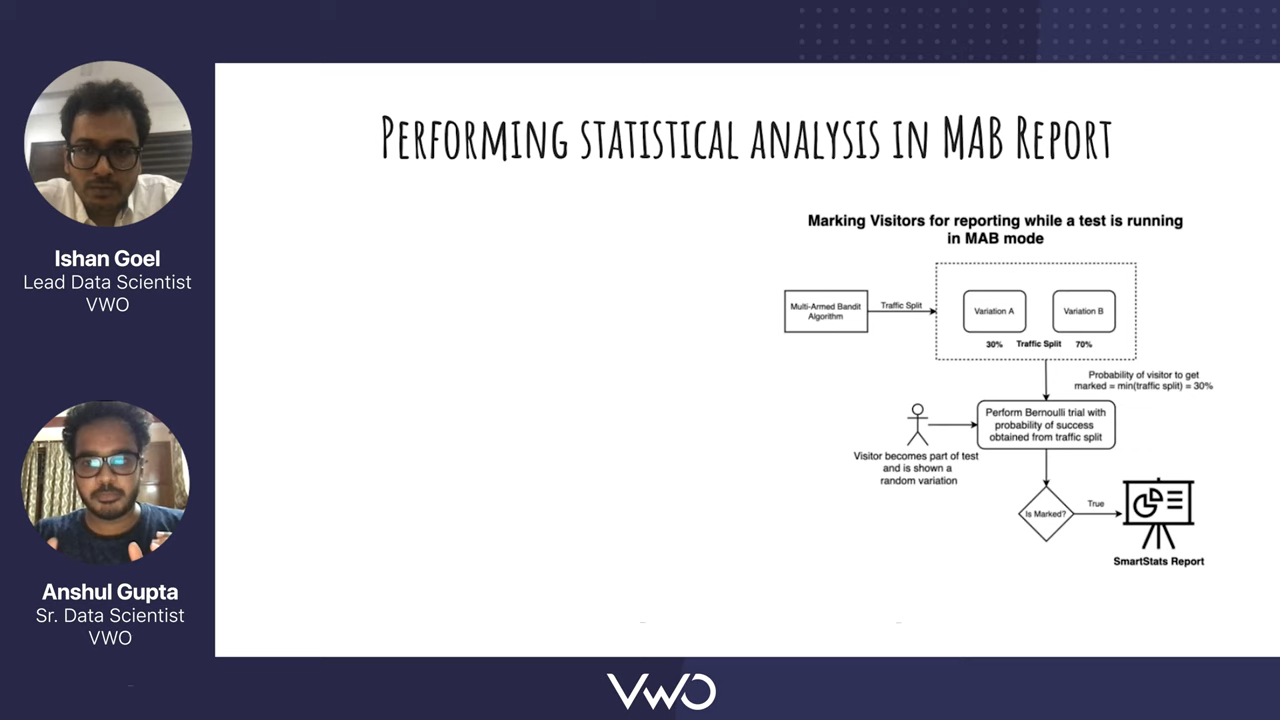 Ishan Goel
Lead Data Scientist
VWO
Anshul Gupta
Sr. Data Scientist
VWO
PERFORMING STATISTICAL ANALYSIS IN MAB REPORT
Marking Visitors for reporting while a test is running
in MAB mode
Multi-Armed Bandit
Algorithm
Traffic Split
Variation A
Variation B
30% Traffic Split 70%
Probability of visitor to get
marked = min(traffic split) = 30%
Perform Bernoulli trial with
probability of success
obtained from traffic split
Visitor becomes part of test
and is shown a
random variation
Is Marked?
True
SmartStats Report
VWO